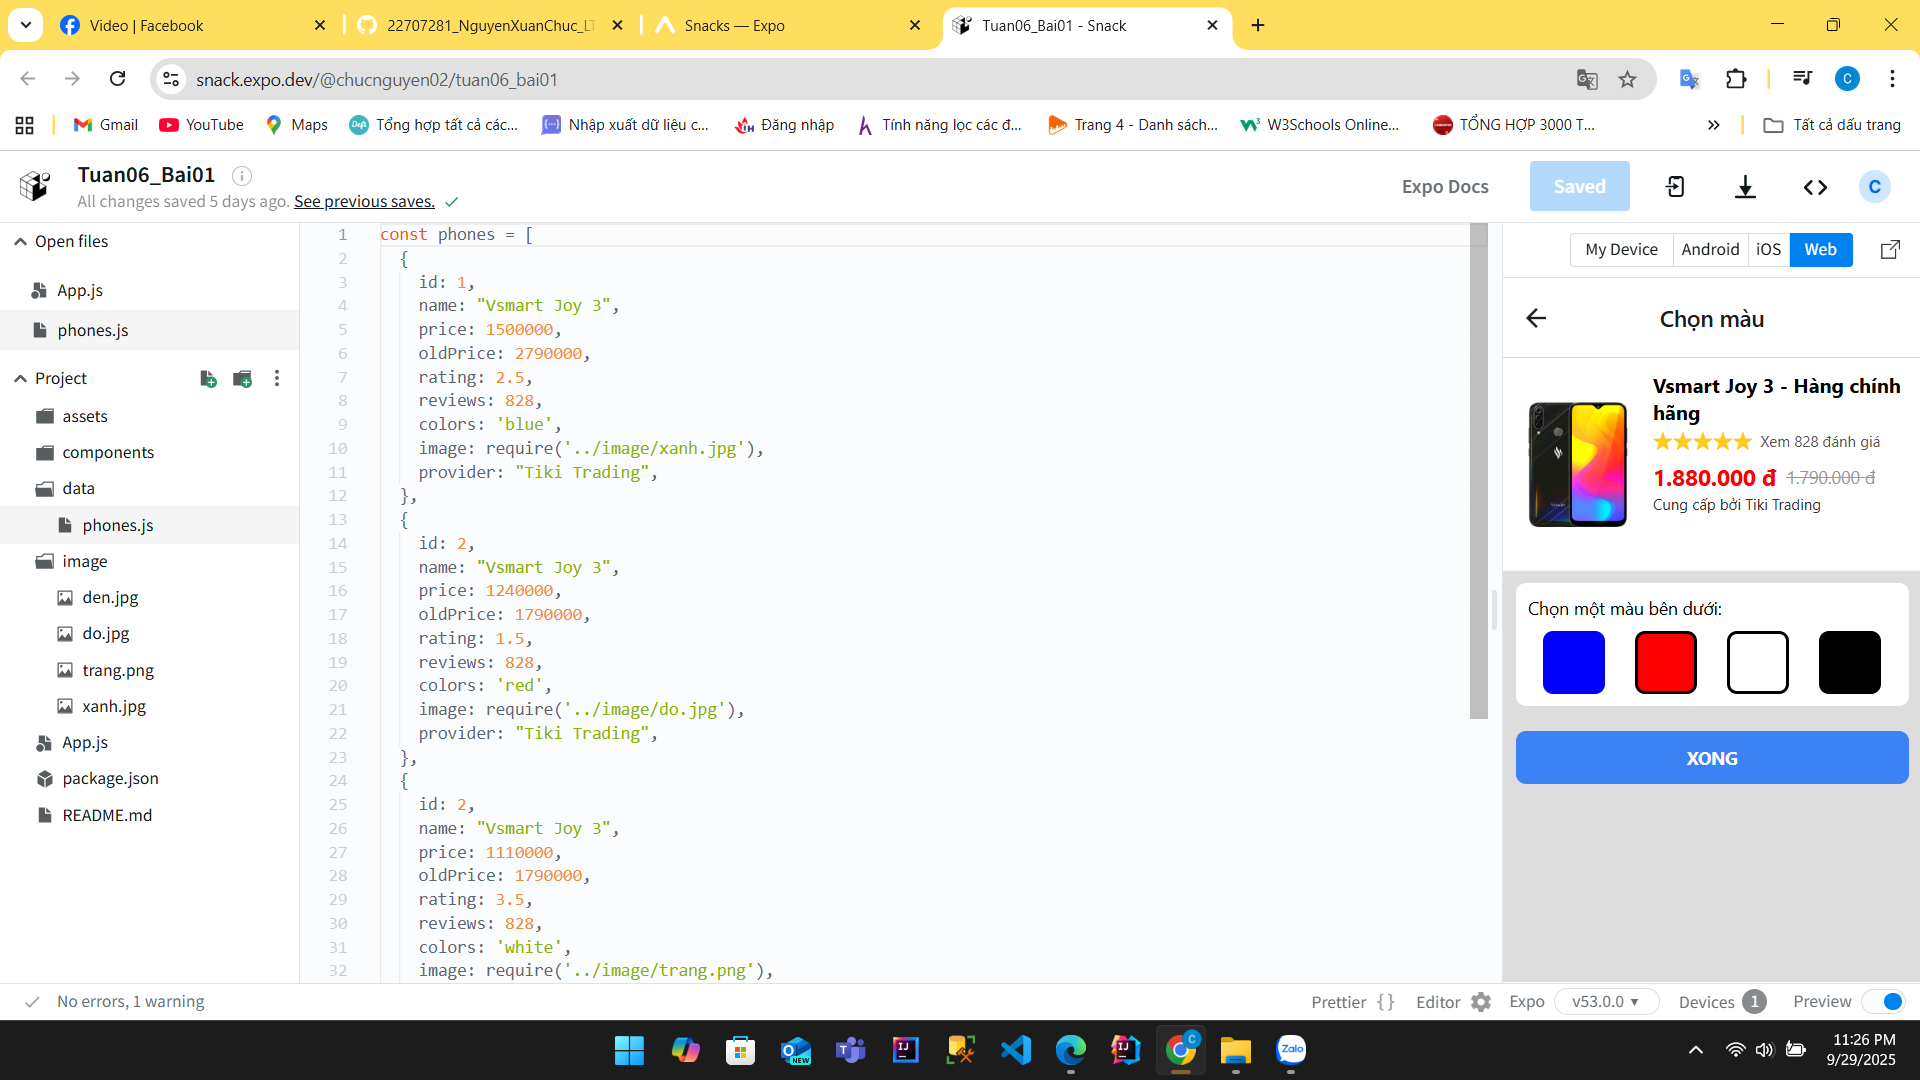 Video | Facebook
22707281_NguyenXuanChuc_LT
Snacks — Expo
Tuan06_Bai01 - Snack
snack.expo.dev/@chucnguyen02/tuan06_bai01
C
Gmail
YouTube
Maps
Tổng hợp tất cả các...
Nhập xuất dữ liệu c...
Đăng nhập
Tính năng lọc các đ...
Trang 4 - Danh sách...
W3Schools Online...
TỔNG HỢP 3000 T...
Tất cả dấu trang
Tuan06_Bai01
All changes saved 5 days ago. See previous saves.
Expo Docs
Saved
C
Open files
App.js
phones.js
Project
assets
components
data
phones.js
image
den.jpg
do.jpg
trang.png
xanh.jpg
App.js
package.json
README.md
1 const phones = [
2 {
3 id: 1,
4 name: "Vsmart Joy 3",
5 price: 1500000,
6 oldPrice: 2790000,
7 rating: 2.5,
8 reviews: 828,
9 colors: 'blue',
10 image: require('../image/xanh.jpg'),
11 provider: "Tiki Trading",
12 },
13 {
14 id: 2,
15 name: "Vsmart Joy 3",
16 price: 1240000,
17 oldPrice: 1790000,
18 rating: 1.5,
19 reviews: 828,
20 colors: 'red',
21 image: require('../image/do.jpg'),
22 provider: "Tiki Trading",
23 },
24 {
25 id: 2,
26 name: "Vsmart Joy 3",
27 price: 1110000,
28 oldPrice: 1790000,
29 rating: 3.5,
30 reviews: 828,
31 colors: 'white',
32 image: require('../image/trang.png'),
My Device
Android
iOS
Web
Chọn màu
Vsmart Joy 3 - Hàng chính
hãng
Xem 828 đánh giá
1.880.000 đ 1.790.000 đ
Cung cấp bởi Tiki Trading
Chọn một màu bên dưới:
XONG
No errors, 1 warning
Prettier { }
Editor
Expo
v53.0.0
Devices 1
Preview
NEW
Zalo
11:26 PM
9/29/2025